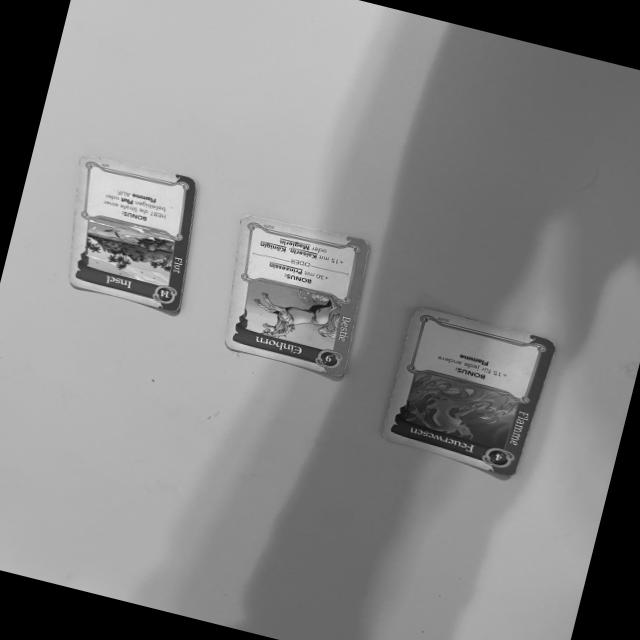 4
Feuerwesen
Flamme
BONUS:
+15 für jede andere
Flamme
9
Einhorn
Bestie
BONUS:
+30 mit Prinzessin
ODER
+15 mit Kaiserin, Königin
oder Magierin
14
Insel
Flut
BONUS:
HEBT die Strafe einer
beliebigen Flut oder
Flamme AUF.